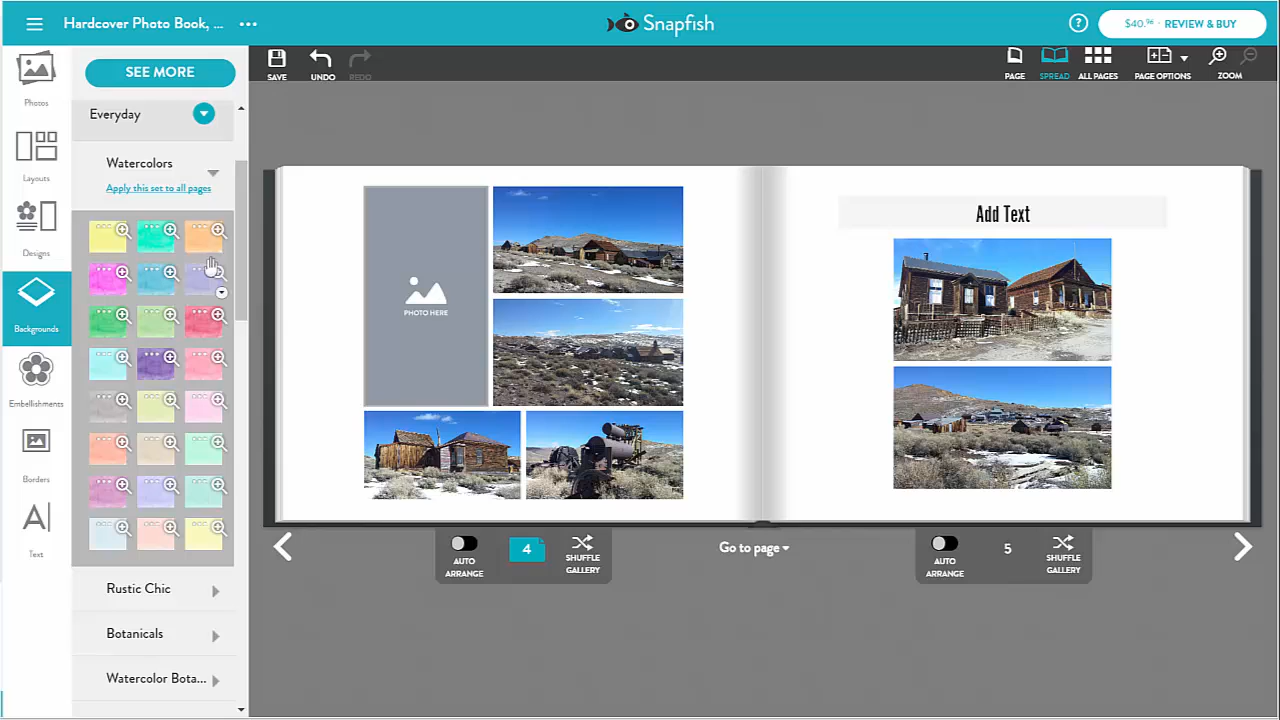 Hardcover Photo Book, ...
Snapfish
?
$40.96 · REVIEW & BUY
Photos
Layouts
Designs
Backgrounds
Embellishments
Borders
Text
SEE MORE
Everyday
Watercolors
Apply this set to all pages
Rustic Chic
Botanicals
Watercolor Bota...
SAVE
UNDO
REDO
PAGE
SPREAD
ALL PAGES
PAGE OPTIONS
ZOOM
PHOTO HERE
Add Text
AUTO ARRANGE
4
SHUFFLE GALLERY
Go to page
AUTO ARRANGE
5
SHUFFLE GALLERY